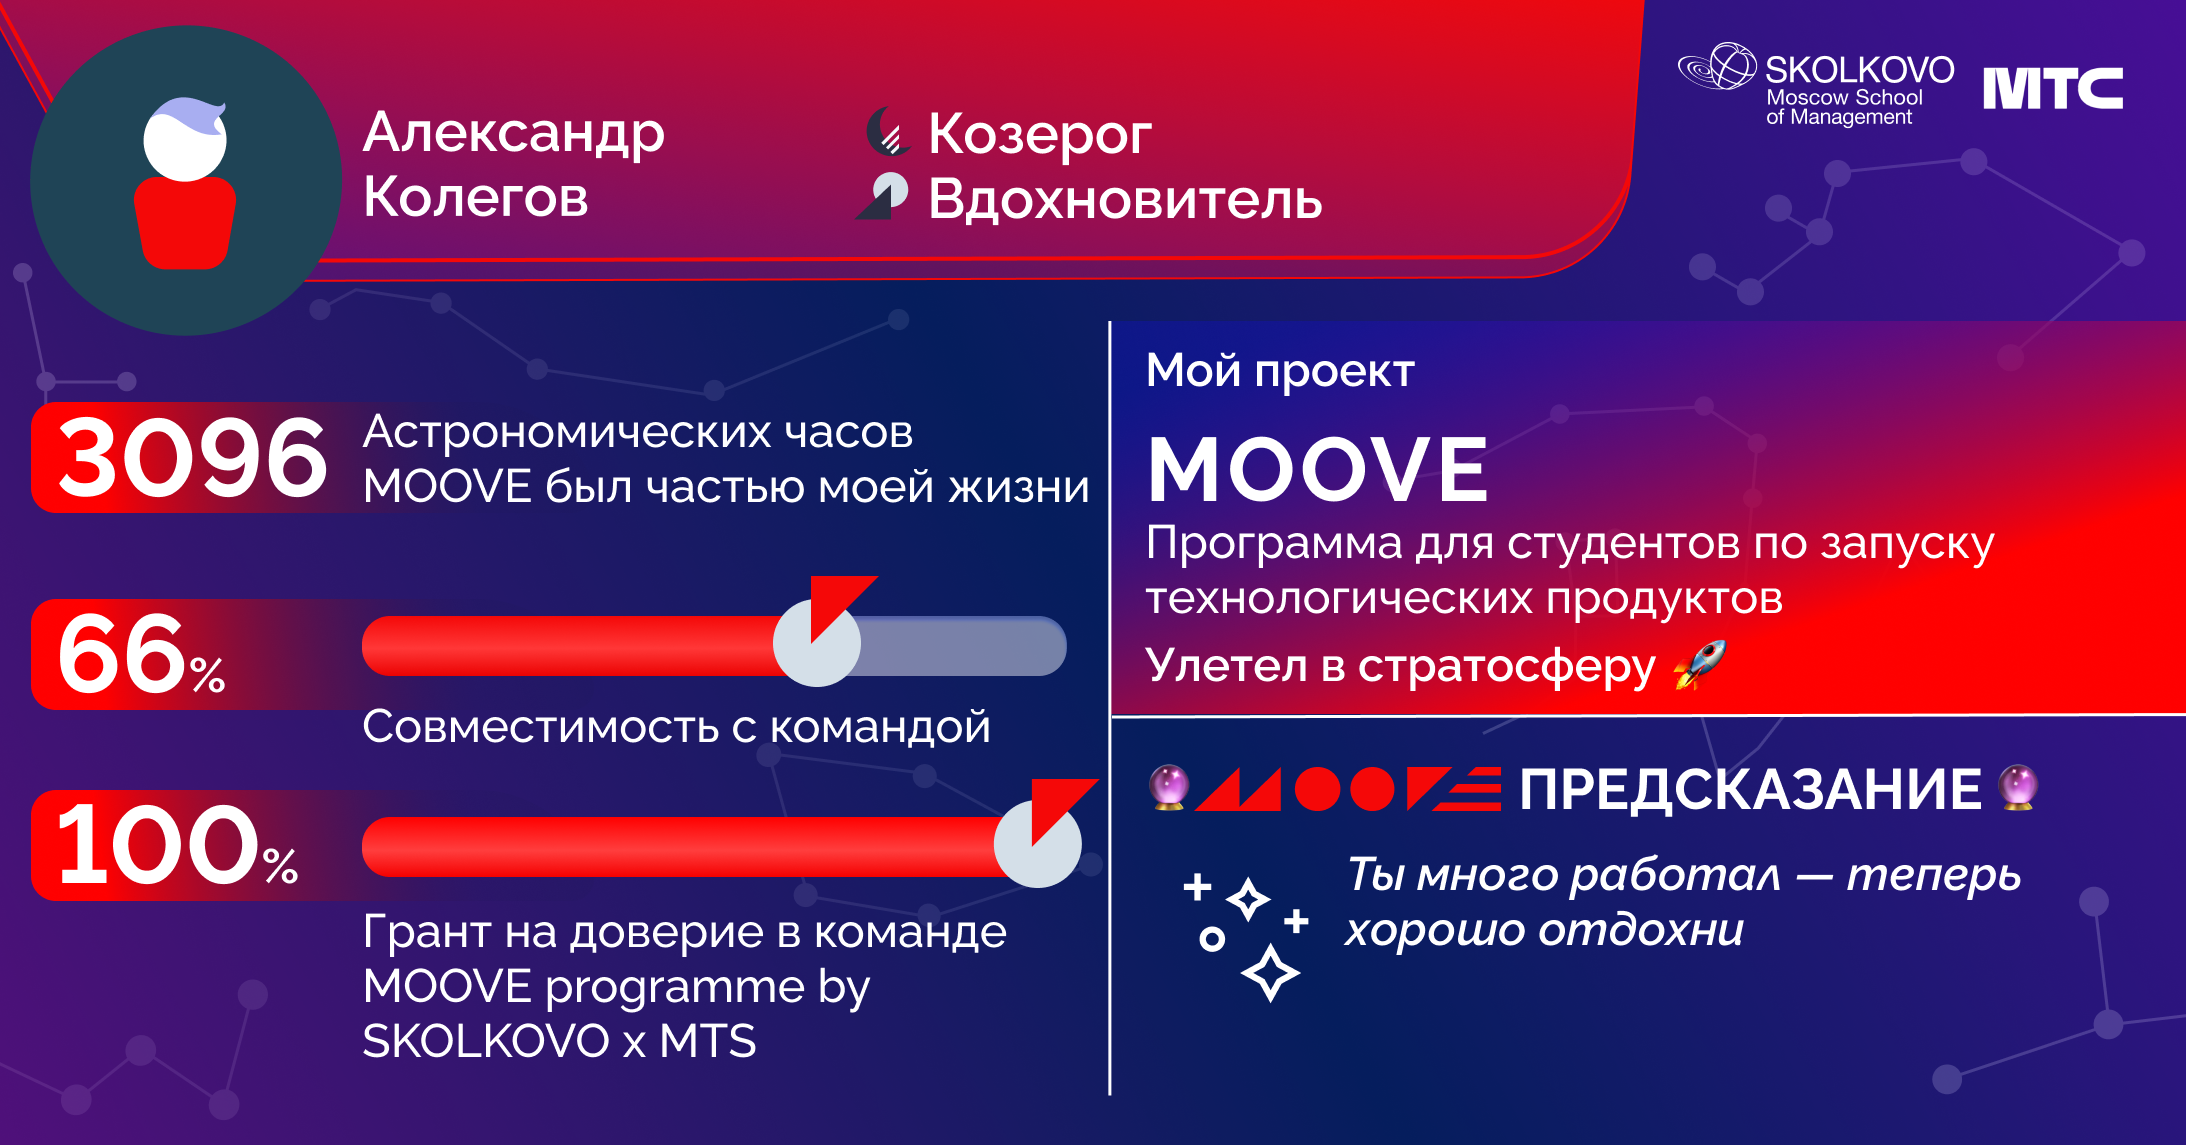 Александр
Колегов
Козерог
Вдохновитель
SKOLKOVO
Moscow School
of Management
МТС
3096
Астрономических часов
MOOVE был частью моей жизни
66%
Совместимость с командой
100%
Грант на доверие в команде
MOOVE programme by
SKOLKOVO x MTS
Мой проект
MOOVE
Программа для студентов по запуску
технологических продуктов
Улетел в стратосферу 🚀
🔮 MOOVE ПРЕДСКАЗАНИЕ 🔮
Ты много работал — теперь
хорошо отдохни